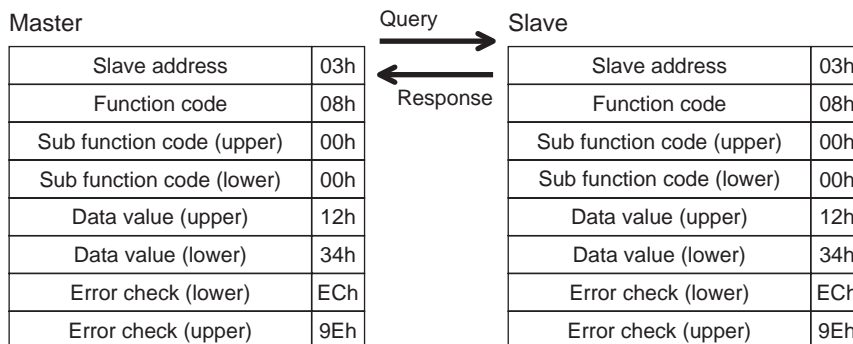 Master
Slave address 03h
Function code 08h
Sub function code (upper) 00h
Sub function code (lower) 00h
Data value (upper) 12h
Data value (lower) 34h
Error check (lower) ECh
Error check (upper) 9Eh
Query
Response
Slave
Slave address 03h
Function code 08h
Sub function code (upper) 00h
Sub function code (lower) 00h
Data value (upper) 12h
Data value (lower) 34h
Error check (lower) ECh
Error check (upper) 9Eh